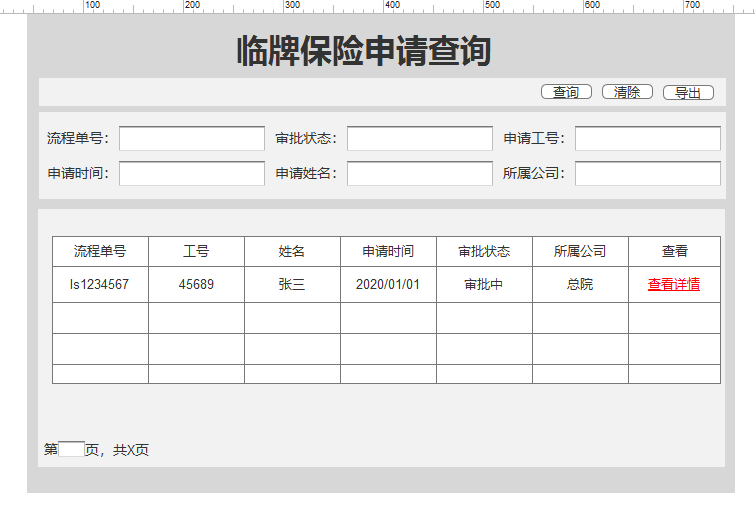 100 200 300 400 500 600 700
临牌保险申请查询
查询 清除 导出
流程单号： 审批状态： 申请工号：
申请时间： 申请姓名： 所属公司：
流程单号 工号 姓名 申请时间 审批状态 所属公司 查看
ls1234567 45689 张三 2020/01/01 审批中 总院 查看详情
第 页，共X页